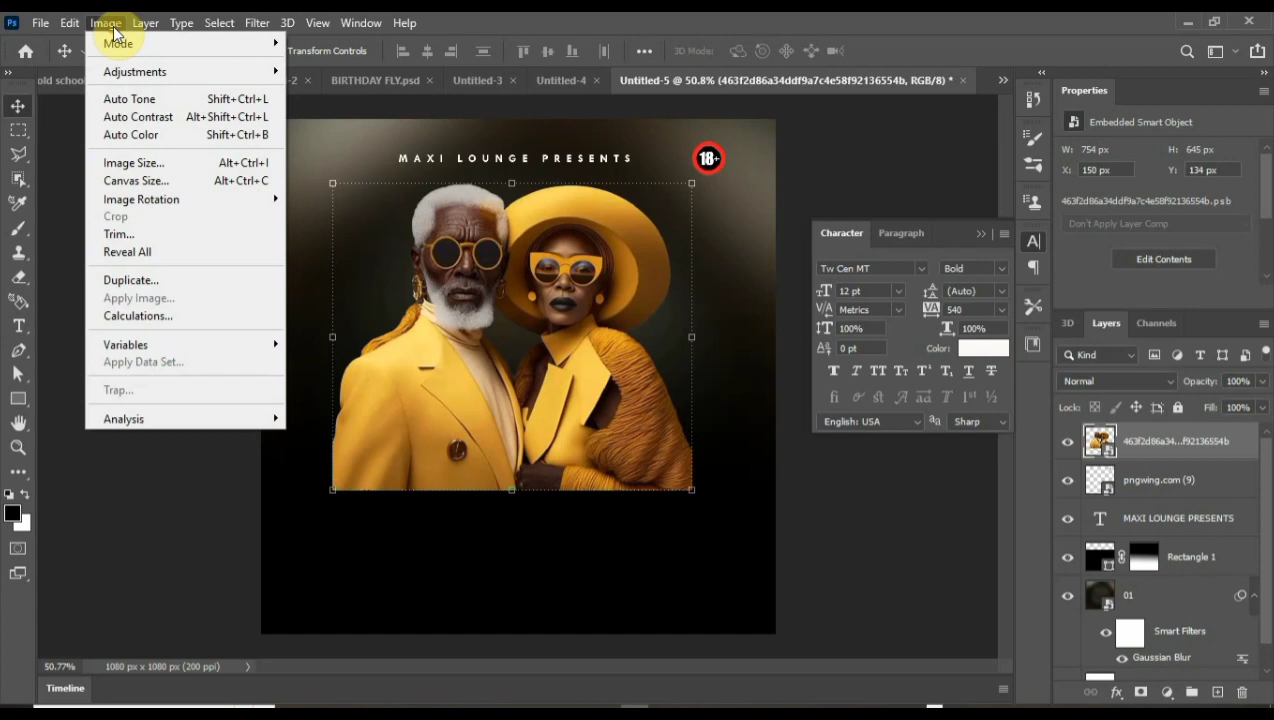 Ps File Edit Image Layer Type Select Filter 3D View Window Help
Transform Controls 3D Mode:
old school -2 × BIRTHDAY FLY.psd × Untitled-3 × Untitled-4 × Untitled-5 @ 50.8% (463f2d86a34ddf9a7c4e58f92136554b, RGB/8) * ×
Mode
Adjustments
Auto Tone Shift+Ctrl+L
Auto Contrast Alt+Shift+Ctrl+L
Auto Color Shift+Ctrl+B
Image Size... Alt+Ctrl+I
Canvas Size... Alt+Ctrl+C
Image Rotation
Crop
Trim...
Reveal All
Duplicate...
Apply Image...
Calculations...
Variables
Apply Data Set...
Trap...
Analysis
MAXI LOUNGE PRESENTS
18+
Character Paragraph
Tw Cen MT Bold
12 pt (Auto)
Metrics 540
100% 100%
0 pt Color:
English: USA Sharp
Properties
Embedded Smart Object
W: 754 px H: 645 px
X: 150 px Y: 134 px
463f2d86a34ddf9a7c4e58f92136554b.psb
Don't Apply Layer Comp
Edit Contents
3D Layers Channels
Kind
Normal Opacity: 100%
Lock: Fill: 100%
463f2d86a34...f92136554b
pngwing.com (9)
MAXI LOUNGE PRESENTS
Rectangle 1
01
Smart Filters
Gaussian Blur
50.77% 1080 px x 1080 px (200 ppi)
Timeline